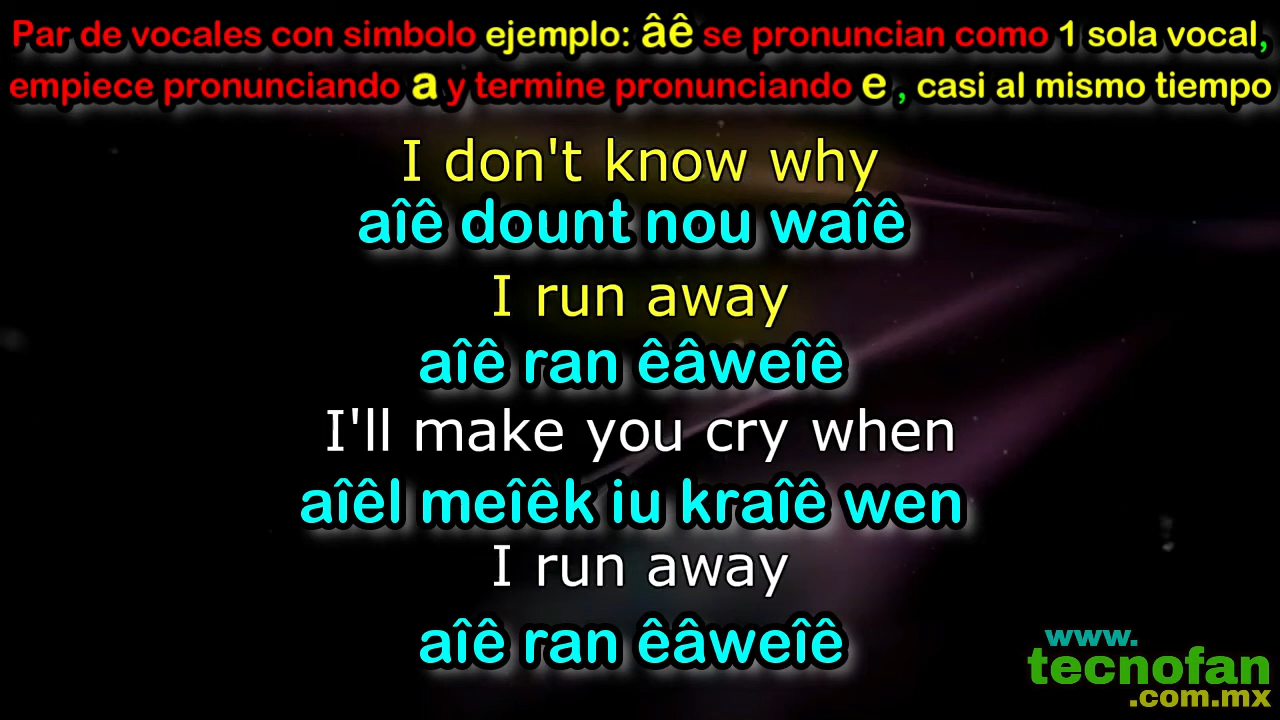 Par de vocales con simbolo ejemplo: âê se pronuncian como 1 sola vocal,
empiece pronunciando a y termine pronunciando e , casi al mismo tiempo
I don't know why
aîê dount nou waîê
I run away
aîê ran êâweîê
I'll make you cry when
aîêl meîêk iu kraîê wen
I run away
aîê ran êâweîê
www.
tecnofan
.com.mx